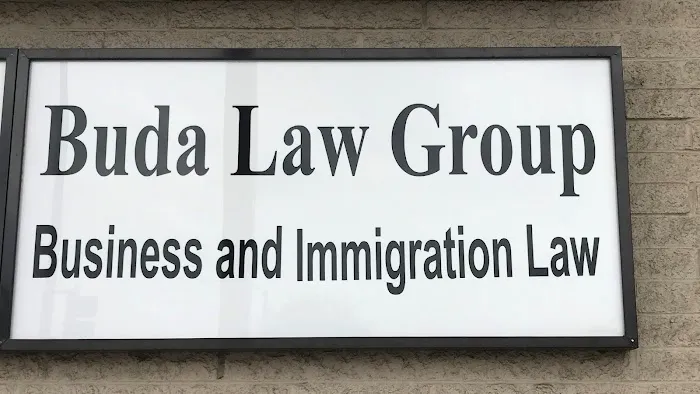 Buda Law Group
Business and Immigration Law